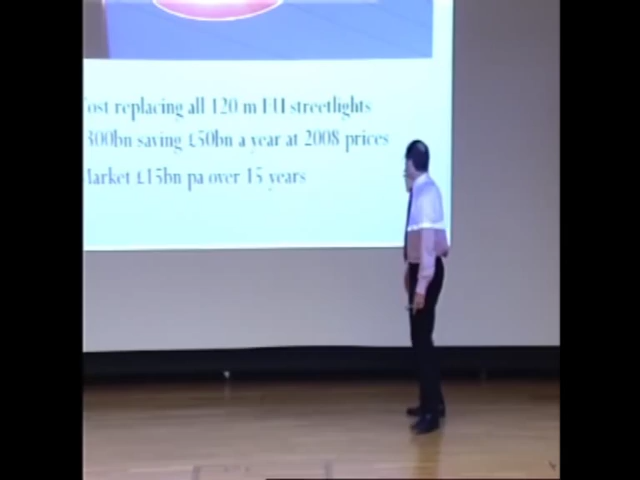 ost replacing all 120 m EU streetlights
300bn saving £50bn a year at 2008 prices
Market £15bn pa over 15 years